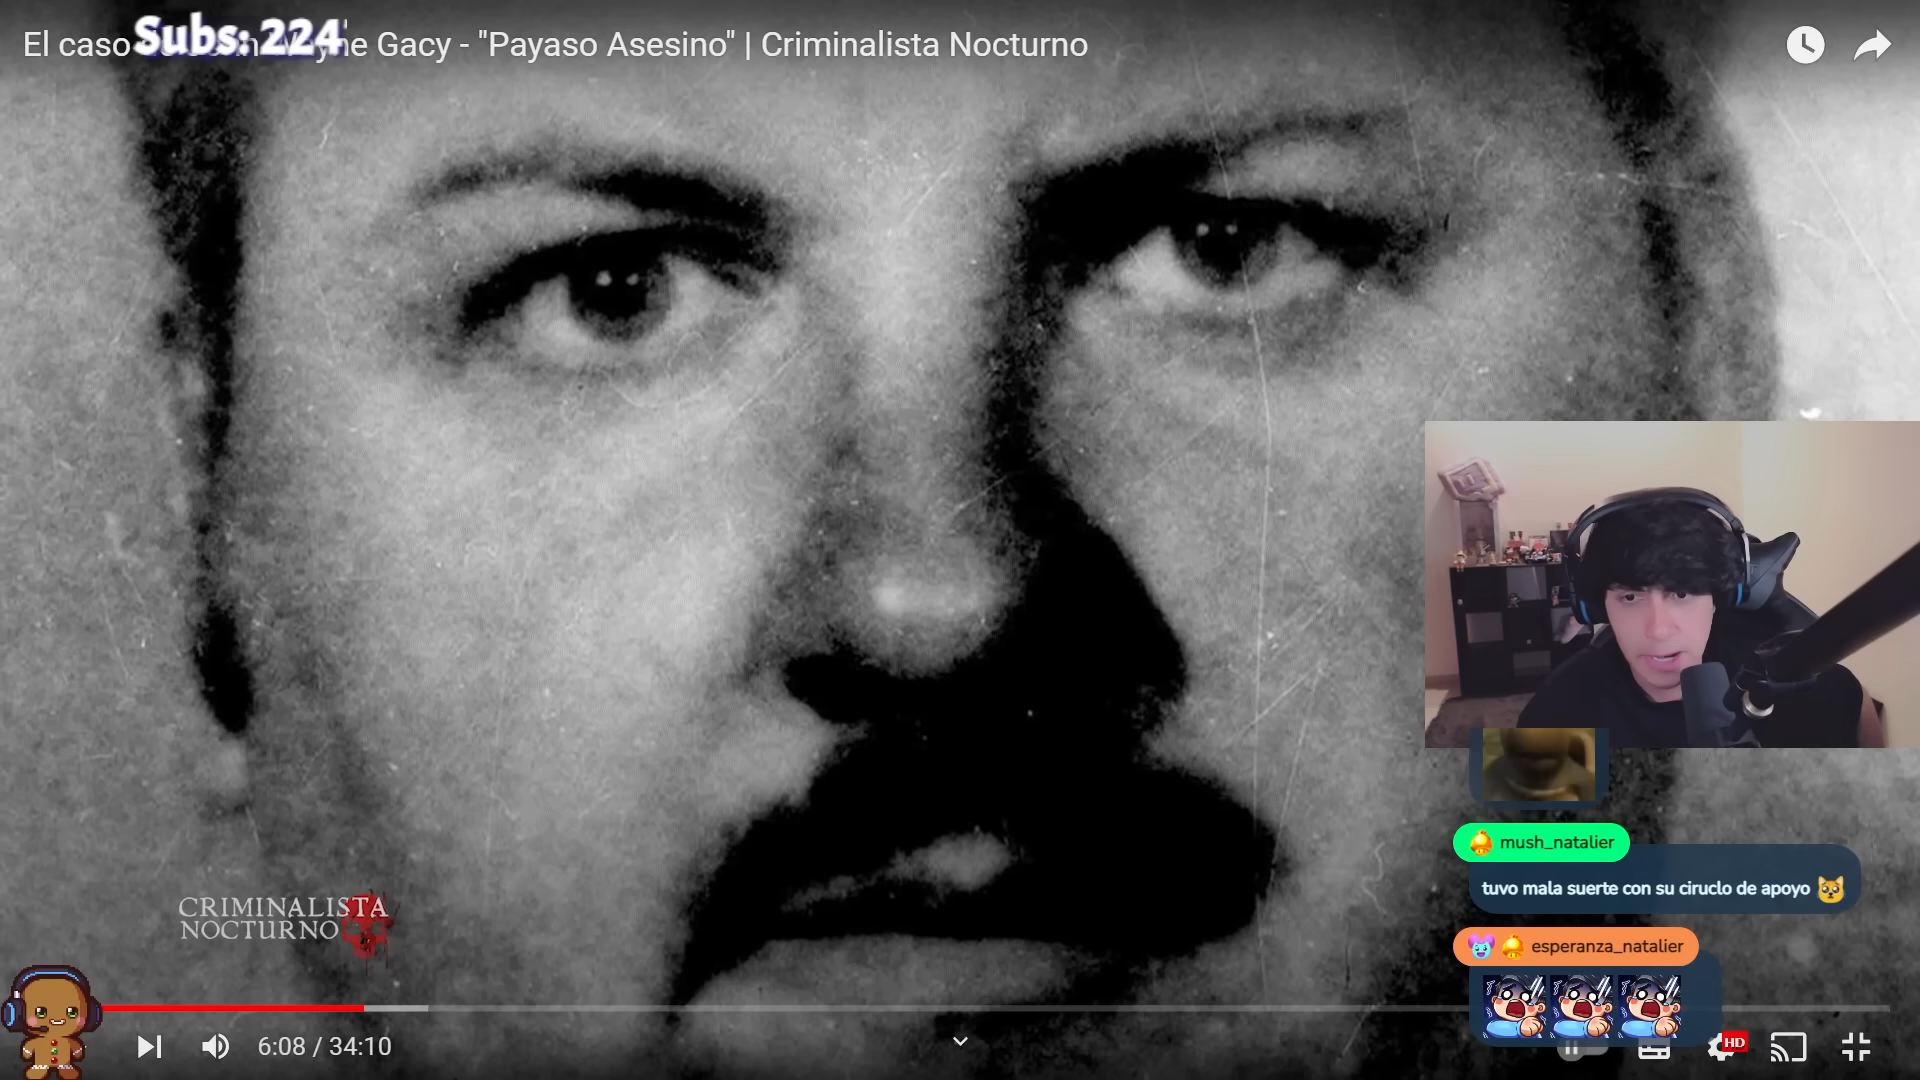 Subs: 224
El caso Wayne Gacy - "Payaso Asesino" | Criminalista Nocturno
CRIMINALISTA
NOCTURNO
mush_natalier
tuvo mala suerte con su ciruclo de apoyo
esperanza_natalier
6:08 / 34:10
HD